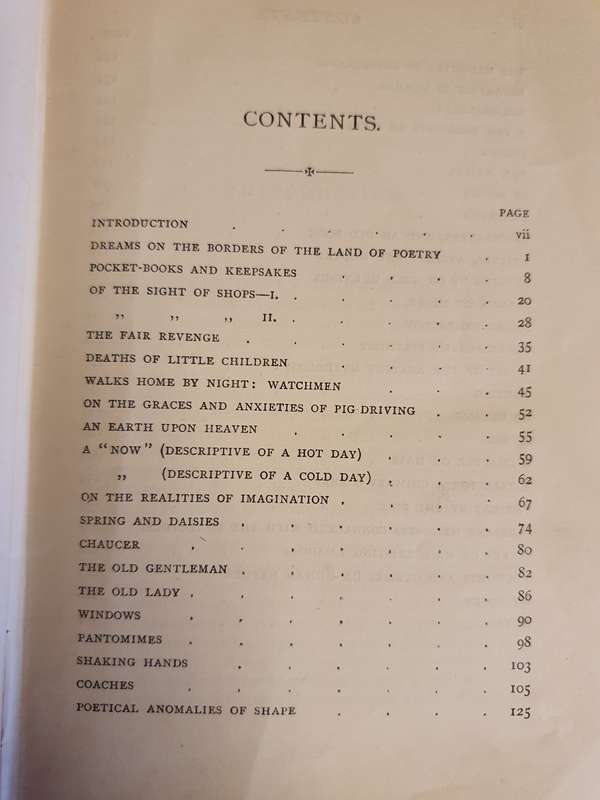 CONTENTS.
PAGE
INTRODUCTION . . . . . . vii
DREAMS ON THE BORDERS OF THE LAND OF POETRY . 1
POCKET-BOOKS AND KEEPSAKES . . . . 8
OF THE SIGHT OF SHOPS—I. . . . . . 20
„ „ „ II. . . . . . 28
THE FAIR REVENGE . . . . . . 35
DEATHS OF LITTLE CHILDREN . . . . 41
WALKS HOME BY NIGHT: WATCHMEN . . . 45
ON THE GRACES AND ANXIETIES OF PIG-DRIVING . . 52
AN EARTH UPON HEAVEN . . . . . 55
A "NOW" (DESCRIPTIVE OF A HOT DAY) . . . 59
„ (DESCRIPTIVE OF A COLD DAY) . . . 62
ON THE REALITIES OF IMAGINATION . . . . 67
SPRING AND DAISIES . . . . . . 74
CHAUCER . . . . . . . 80
THE OLD GENTLEMAN . . . . . . 82
THE OLD LADY . . . . . . . 86
WINDOWS . . . . . . . 90
PANTOMIMES . . . . . . . 98
SHAKING HANDS . . . . . . 103
COACHES . . . . . . . 105
POETICAL ANOMALIES OF SHAPE . . . . 125